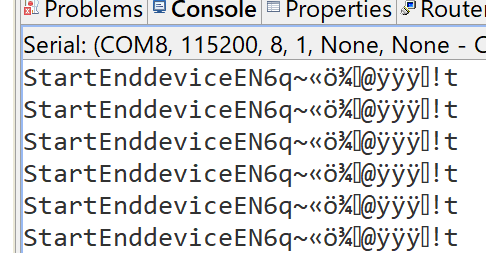 Problems Console Properties Router
Serial: (COM8, 115200, 8, 1, None, None - C
StartEnddeviceEN6q~«ö¾▯@ÿÿÿ▯!t
StartEnddeviceEN6q~«ö¾▯@ÿÿÿ▯!t
StartEnddeviceEN6q~«ö¾▯@ÿÿÿ▯!t
StartEnddeviceEN6q~«ö¾▯@ÿÿÿ▯!t
StartEnddeviceEN6q~«ö¾▯@ÿÿÿ▯!t
StartEnddeviceEN6q~«ö¾▯@ÿÿÿ▯!t